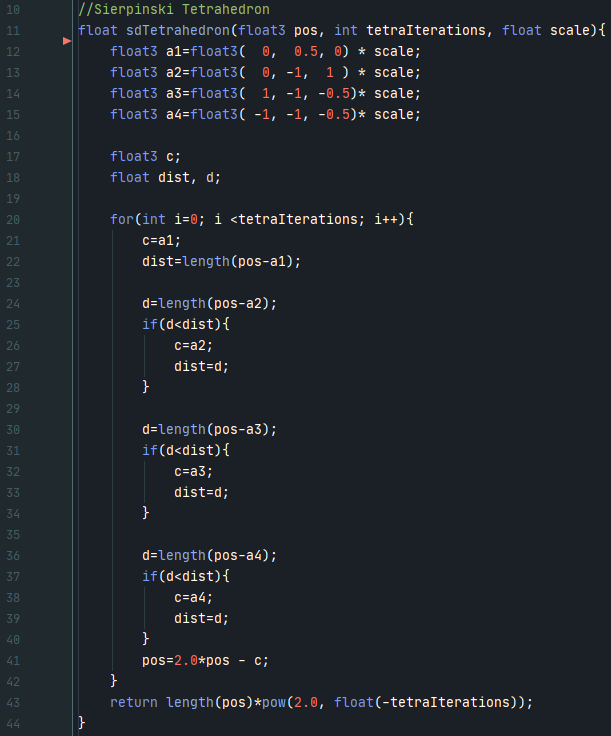 10 //Sierpinski Tetrahedron
11 float sdTetrahedron(float3 pos, int tetraIterations, float scale){
12     float3 a1=float3(  0,  0.5, 0) * scale;
13     float3 a2=float3(  0, -1,  1 ) * scale;
14     float3 a3=float3(  1, -1, -0.5)* scale;
15     float3 a4=float3( -1, -1, -0.5)* scale;
16
17     float3 c;
18     float dist, d;
19
20     for(int i=0; i <tetraIterations; i++){
21         c=a1;
22         dist=length(pos-a1);
23
24         d=length(pos-a2);
25         if(d<dist){
26             c=a2;
27             dist=d;
28         }
29
30         d=length(pos-a3);
31         if(d<dist){
32             c=a3;
33             dist=d;
34         }
35
36         d=length(pos-a4);
37         if(d<dist){
38             c=a4;
39             dist=d;
40         }
41         pos=2.0*pos - c;
42     }
43     return length(pos)*pow(2.0, float(-tetraIterations));
44 }